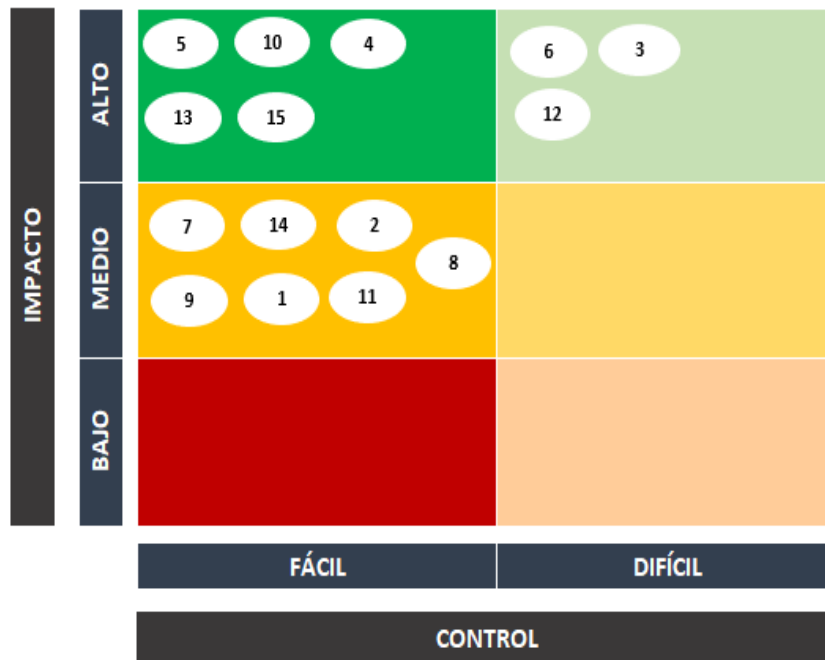 IMPACTO
ALTO
5 10 4
6 3
13 15
12
MEDIO
7 14 2
8
9 1 11
BAJO
FÁCIL
DIFÍCIL
CONTROL